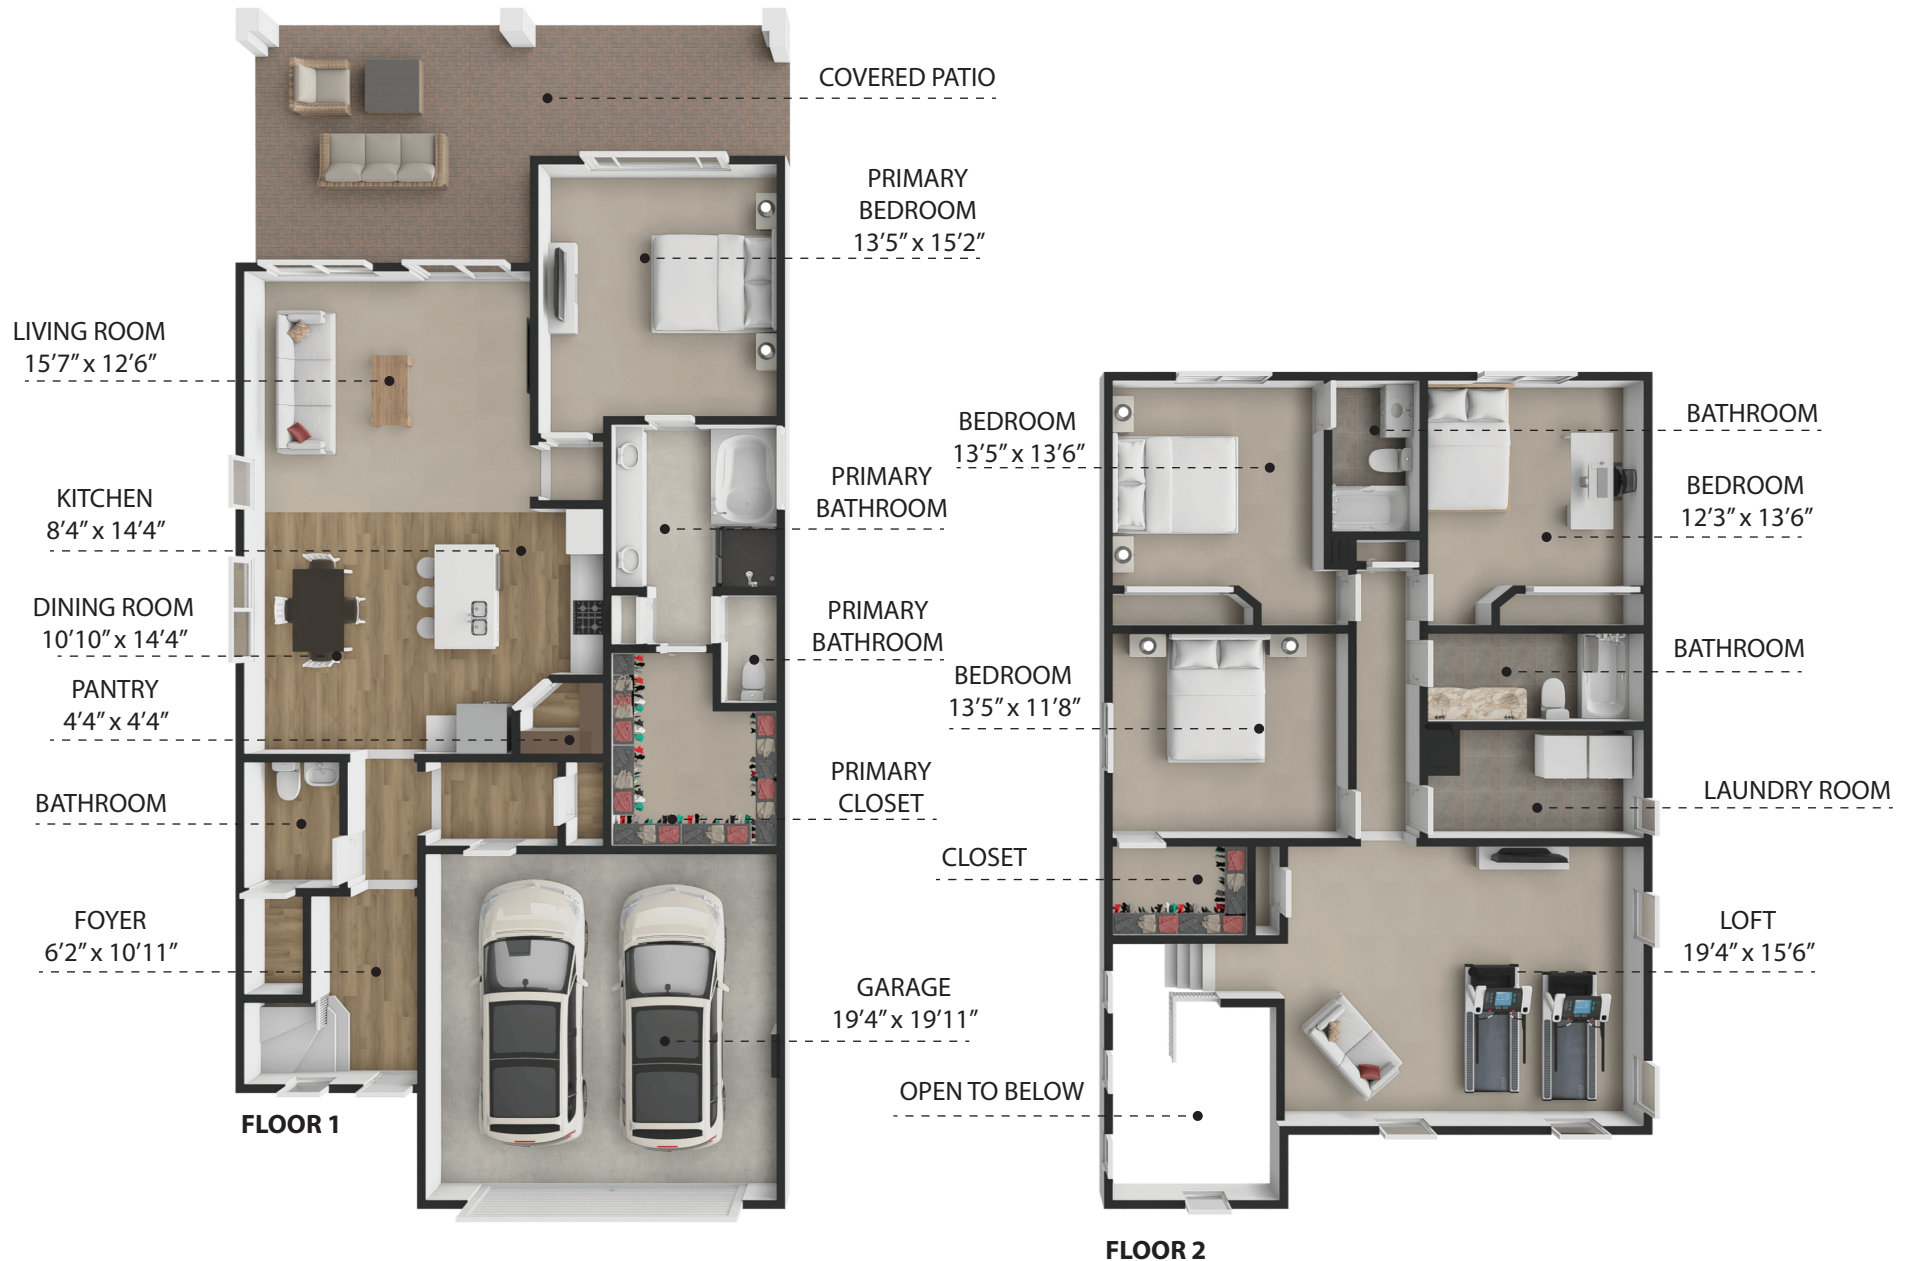 COVERED PATIO
PRIMARY
BEDROOM
13’5” x 15’2”
LIVING ROOM
15’7” x 12’6”
KITCHEN
8’4” x 14’4”
DINING ROOM
10’10” x 14’4”
PANTRY
4’4” x 4’4”
BATHROOM
FOYER
6’2” x 10’11”
PRIMARY
BATHROOM
PRIMARY
BATHROOM
PRIMARY
CLOSET
GARAGE
19’4” x 19’11”
FLOOR 1
BEDROOM
13’5” x 13’6”
BEDROOM
13’5” x 11’8”
CLOSET
OPEN TO BELOW
BATHROOM
BEDROOM
12’3” x 13’6”
BATHROOM
LAUNDRY ROOM
LOFT
19’4” x 15’6”
FLOOR 2